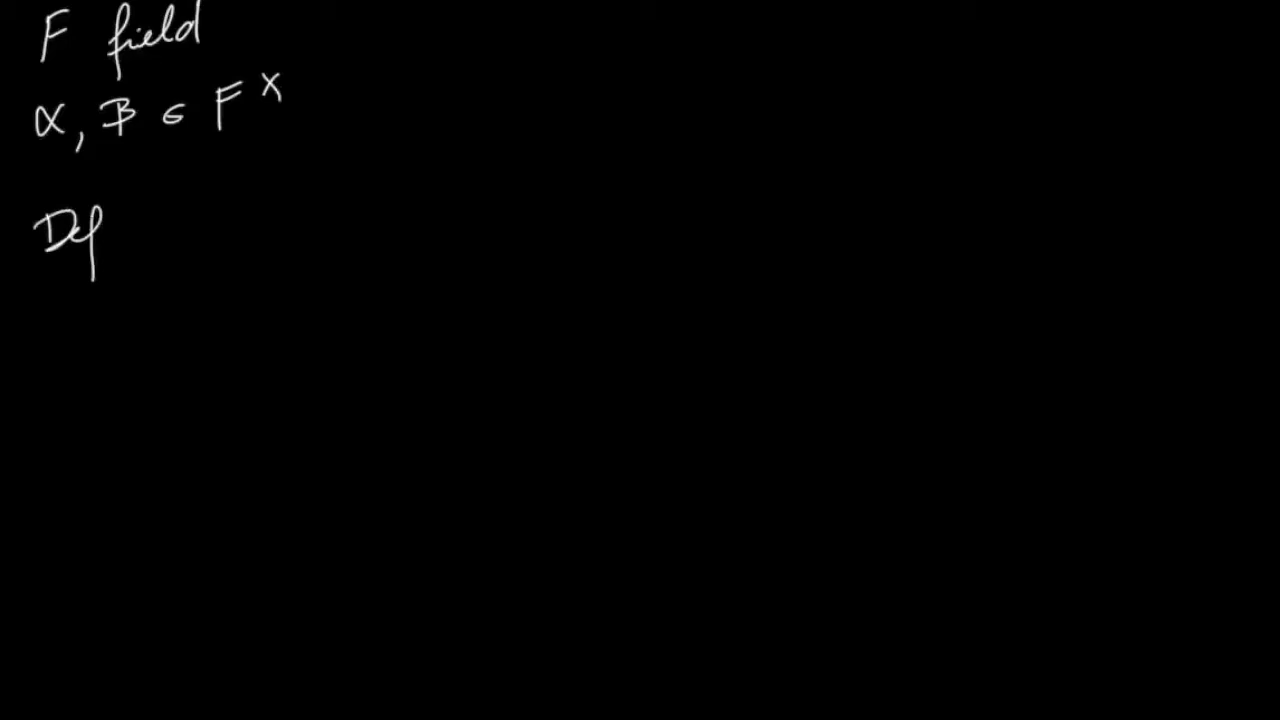 F field
α, β ∈ F^×
Def